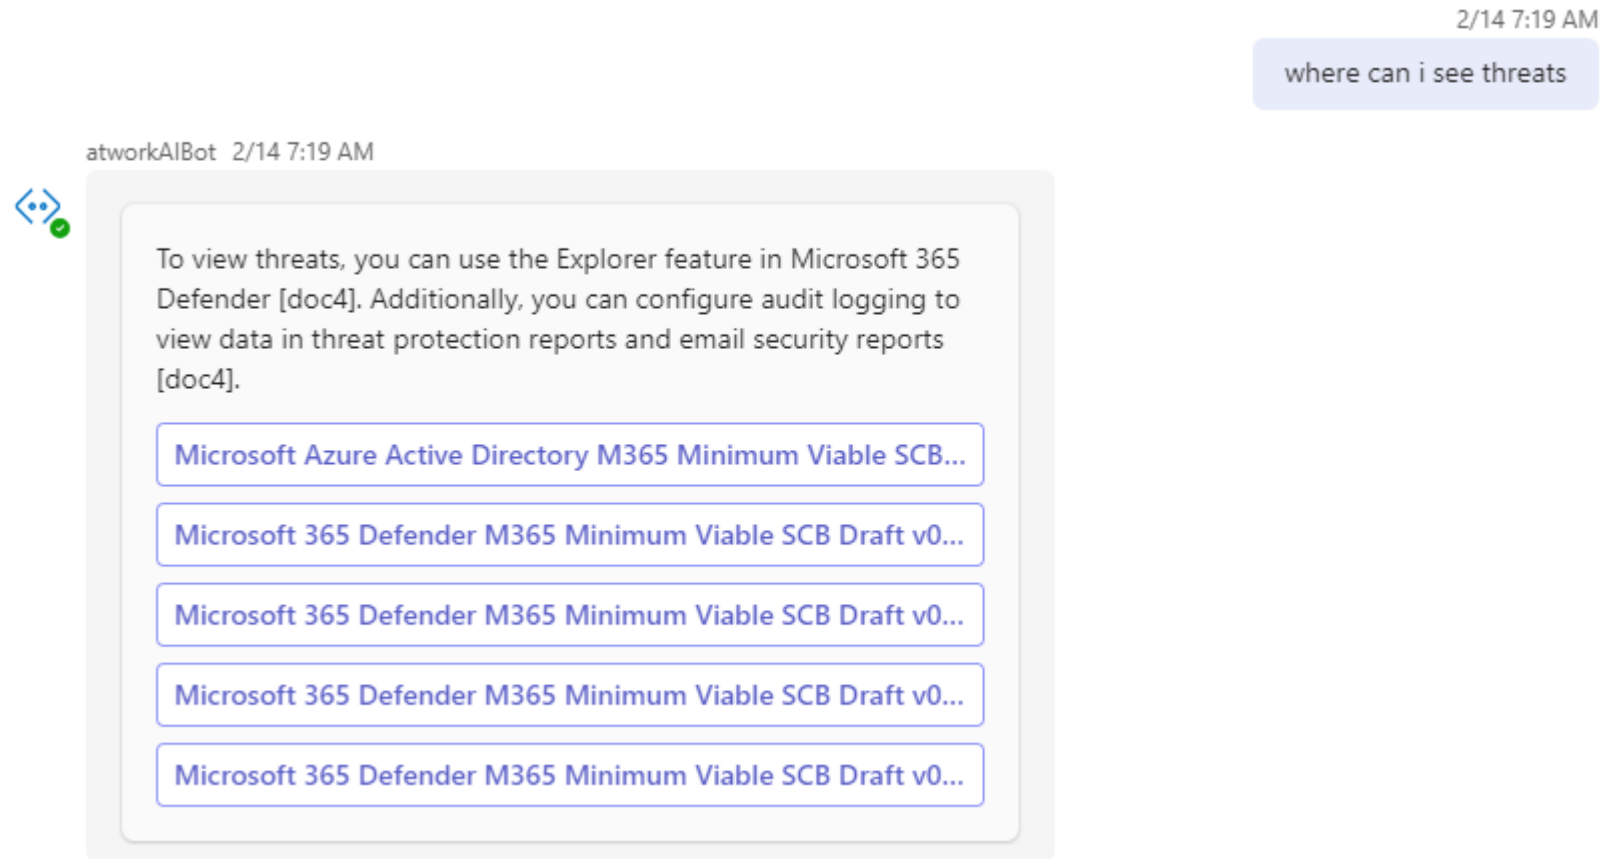 2/14 7:19 AM
where can i see threats
atworkAIBot 2/14 7:19 AM
To view threats, you can use the Explorer feature in Microsoft 365
Defender [doc4]. Additionally, you can configure audit logging to
view data in threat protection reports and email security reports
[doc4].
Microsoft Azure Active Directory M365 Minimum Viable SCB...
Microsoft 365 Defender M365 Minimum Viable SCB Draft v0...
Microsoft 365 Defender M365 Minimum Viable SCB Draft v0...
Microsoft 365 Defender M365 Minimum Viable SCB Draft v0...
Microsoft 365 Defender M365 Minimum Viable SCB Draft v0...